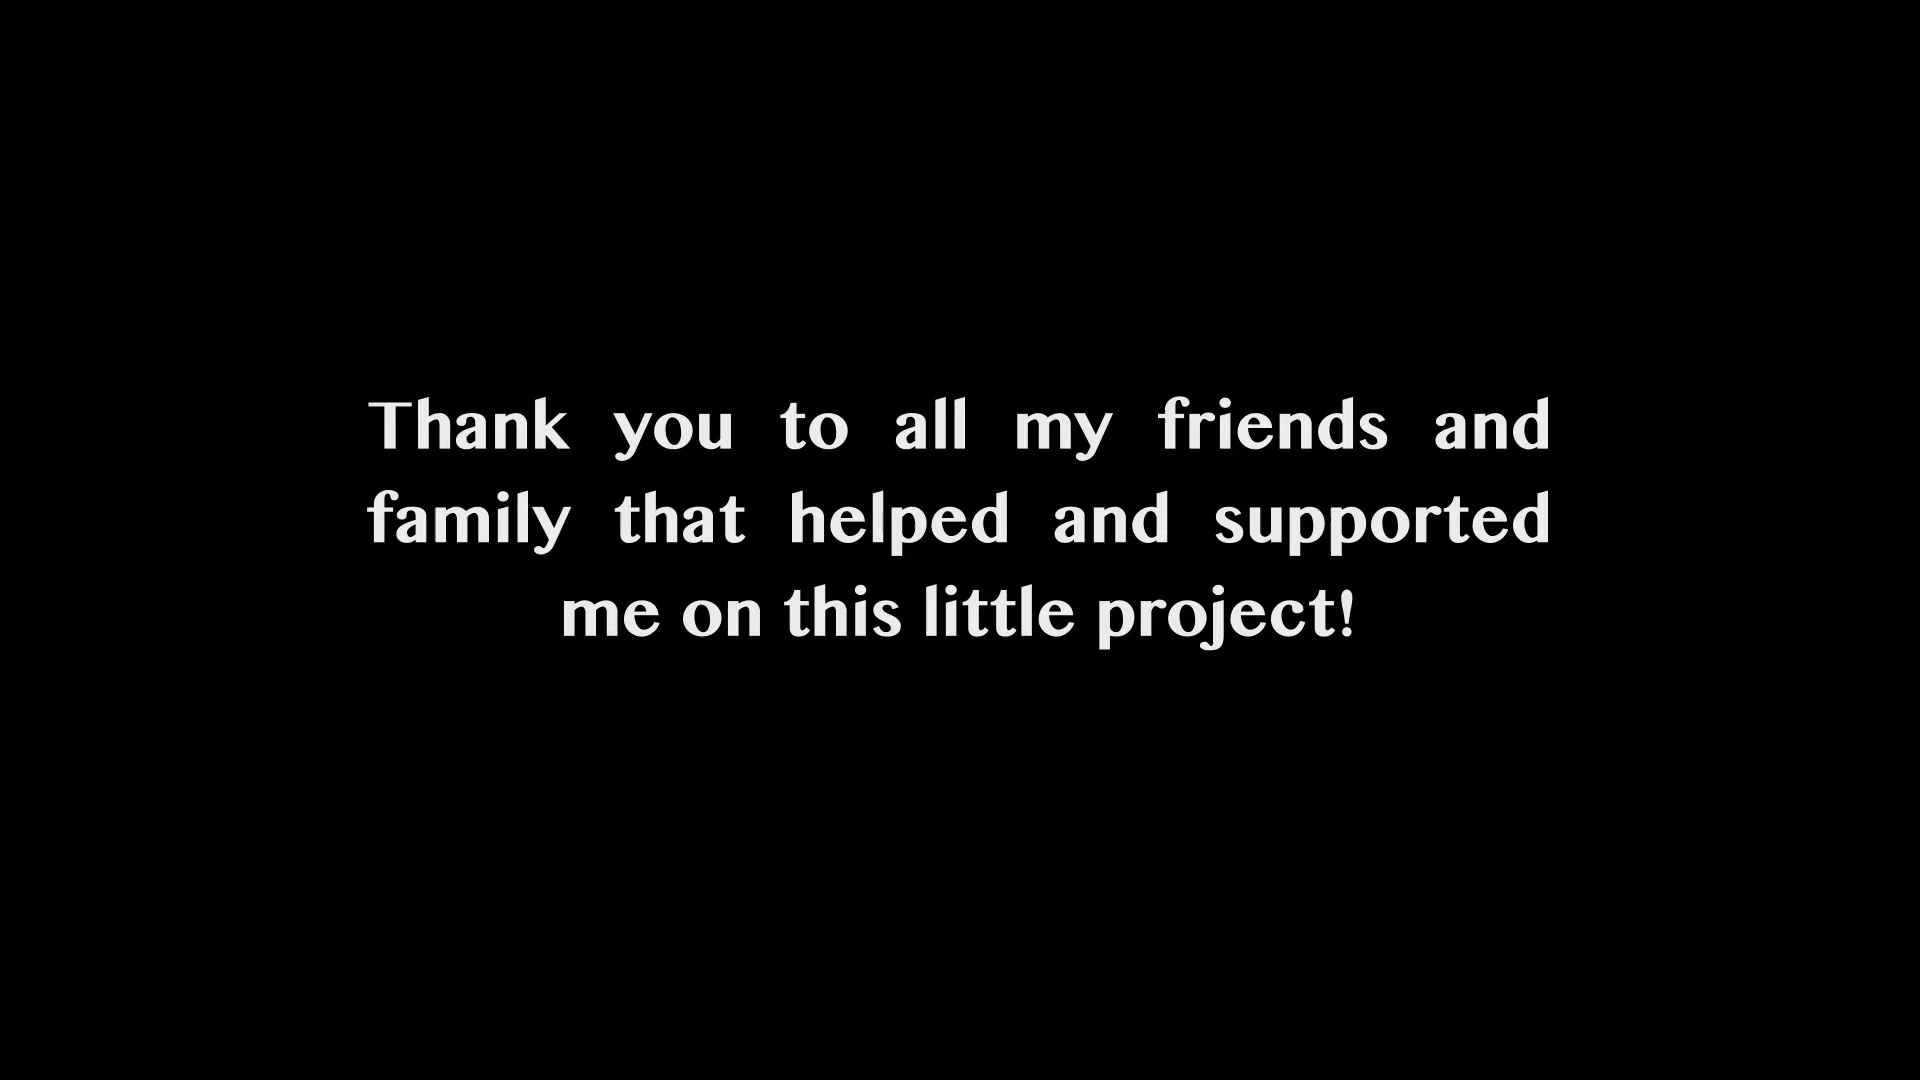 Thank you to all my friends and
family that helped and supported
me on this little project!